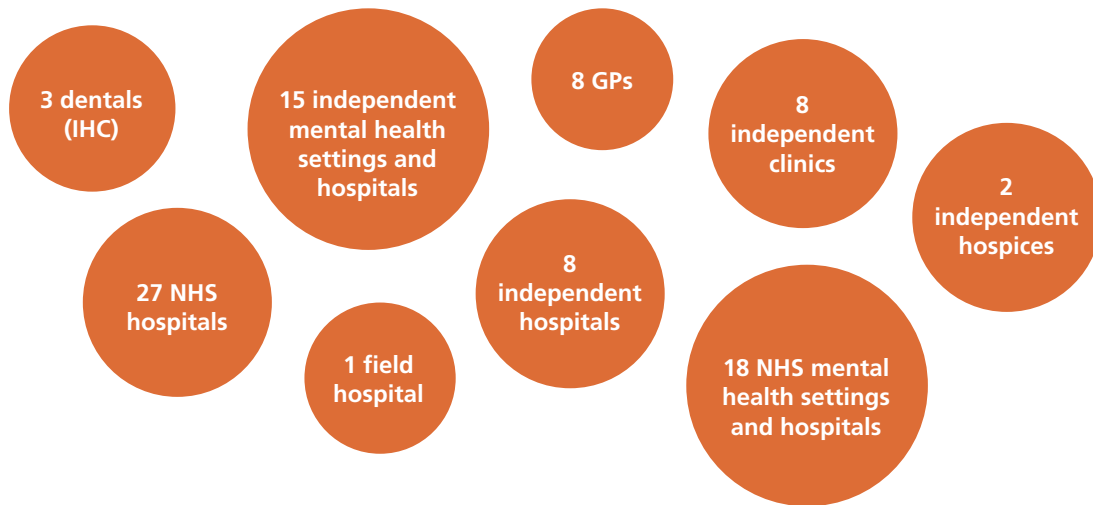 3 dentals
(IHC)
15 independent
mental health
settings and
hospitals
8 GPs
8
independent
clinics
2
independent
hospices
27 NHS
hospitals
1 field
hospital
8
independent
hospitals
18 NHS mental
health settings
and hospitals